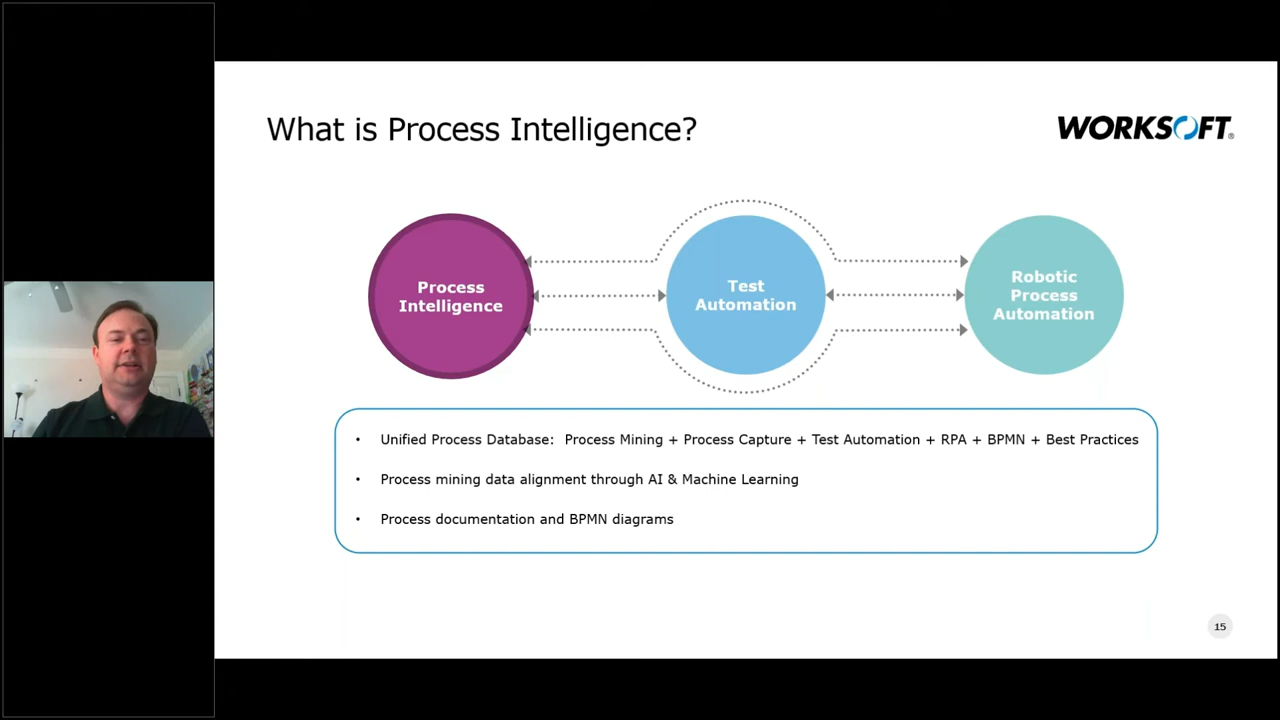 What is Process Intelligence?
WORKSOFT®
Process
Intelligence
Test
Automation
Robotic
Process
Automation
• Unified Process Database:  Process Mining + Process Capture + Test Automation + RPA + BPMN + Best Practices
• Process mining data alignment through AI & Machine Learning
• Process documentation and BPMN diagrams
15